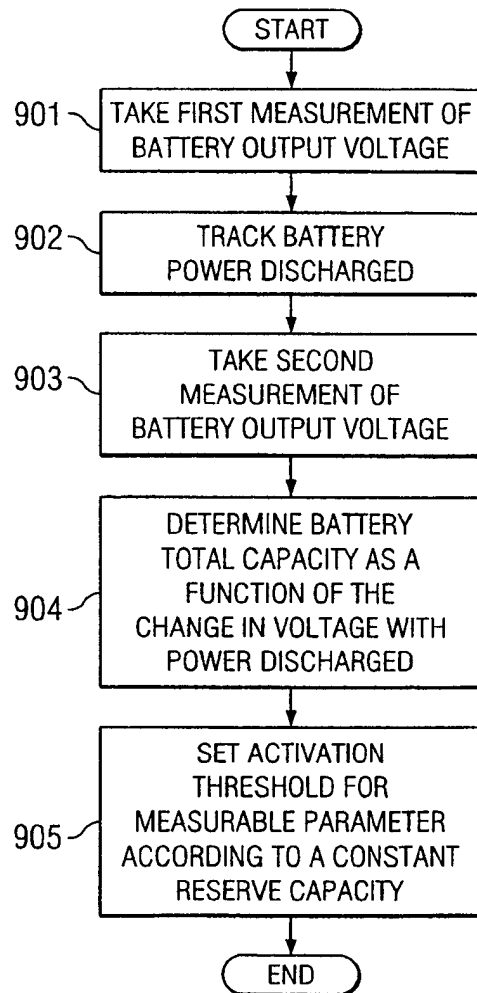 START
901
TAKE FIRST MEASUREMENT OF
BATTERY OUTPUT VOLTAGE
902
TRACK BATTERY
POWER DISCHARGED
903
TAKE SECOND
MEASUREMENT OF
BATTERY OUTPUT VOLTAGE
904
DETERMINE BATTERY
TOTAL CAPACITY AS A
FUNCTION OF THE
CHANGE IN VOLTAGE WITH
POWER DISCHARGED
905
SET ACTIVATION
THRESHOLD FOR
MEASURABLE PARAMETER
ACCORDING TO A CONSTANT
RESERVE CAPACITY
END